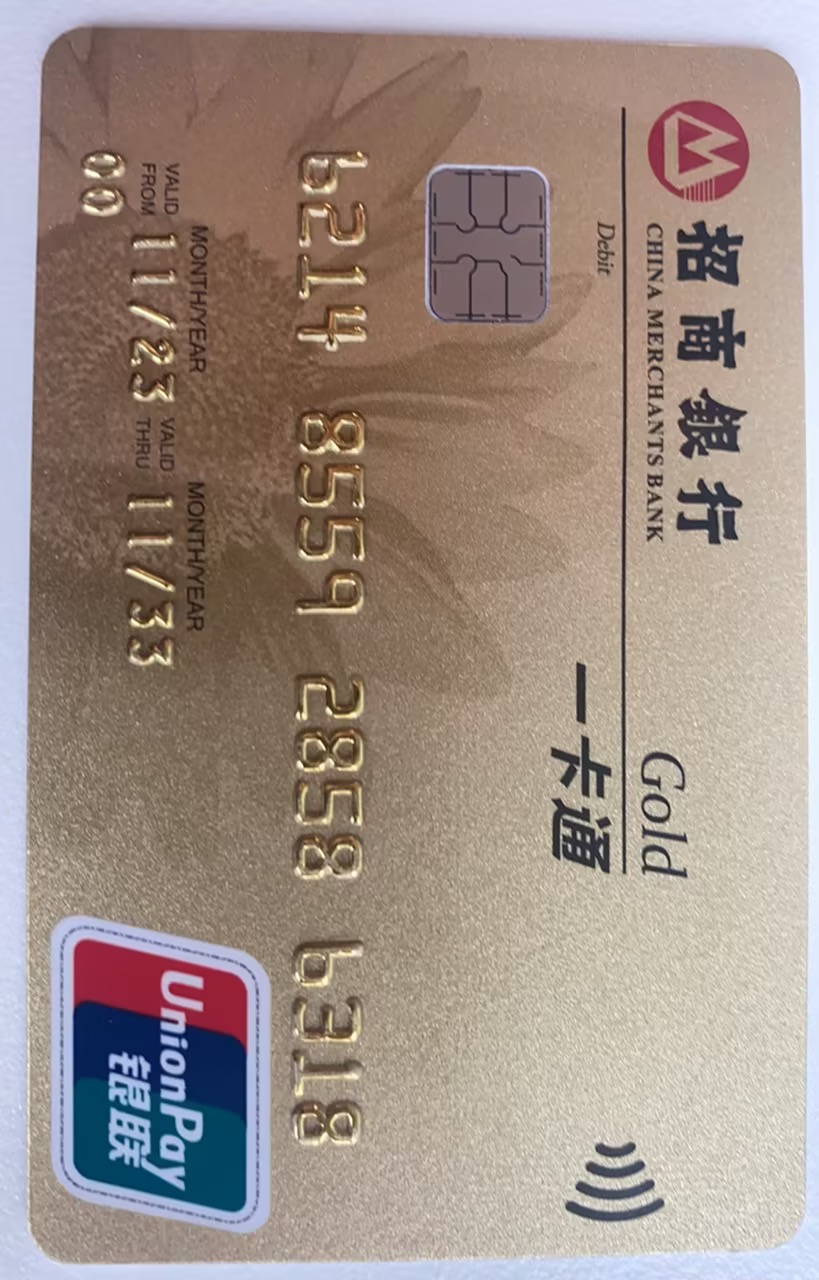 招商银行
CHINA MERCHANTS BANK
Gold
Debit
一卡通
6214 8559 2858 6318
MONTH/YEAR MONTH/YEAR
VALID FROM 11/23 VALID THRU 11/33
00
UnionPay
银联